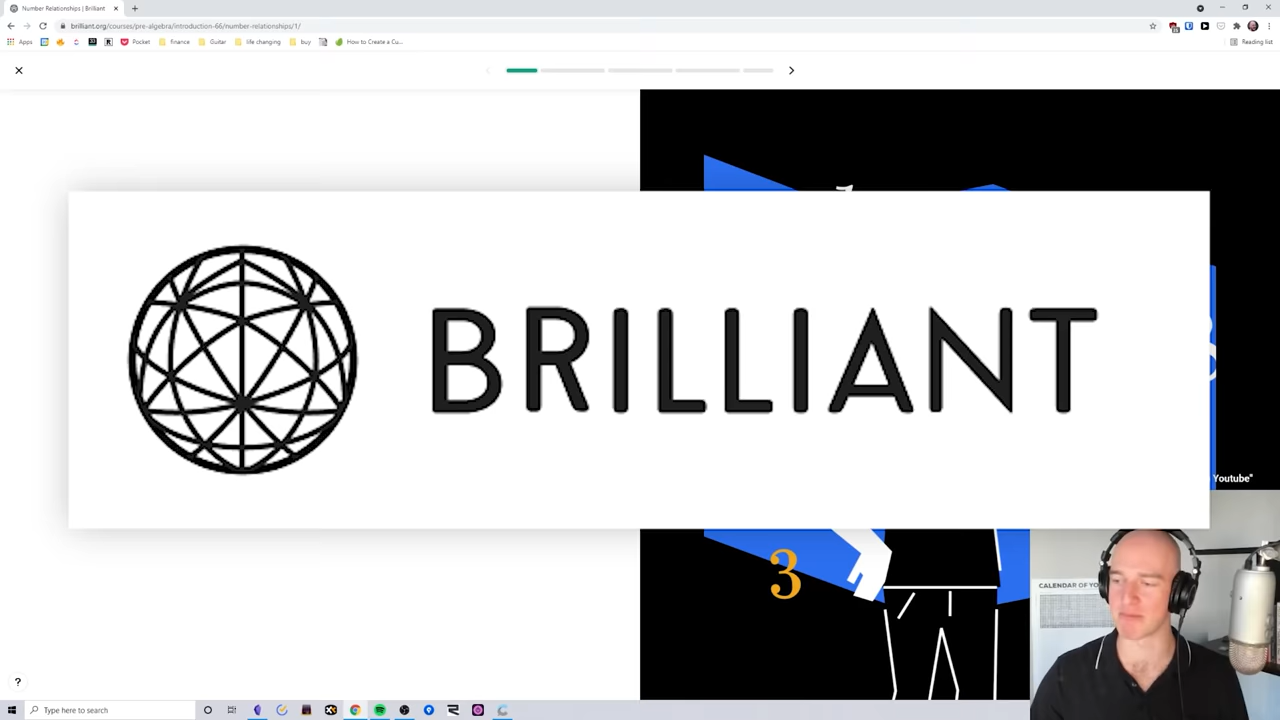 Number Relationships | Brilliant
brilliant.org/courses/pre-algebra/introduction-66/number-relationships/1/
Apps
Pocket
finance
Guitar
life changing
buy
How to Create a Cu...
Reading list
BRILLIANT
Youtube"
3
CALENDAR OF
?
Type here to search